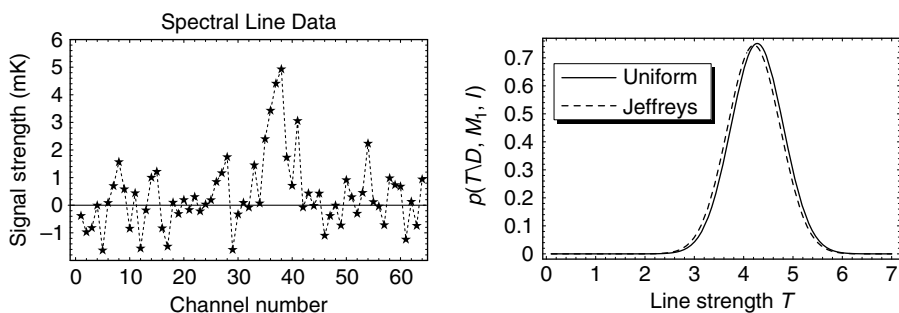 Spectral Line Data
Signal strength (mK)
6
5
4
3
2
1
0
−1
0 10 20 30 40 50 60
Channel number
p(T\D, M1, I)
0.7
0.6
0.5
0.4
0.3
0.2
0.1
0
Uniform
Jeffreys
0 1 2 3 4 5 6 7
Line strength T